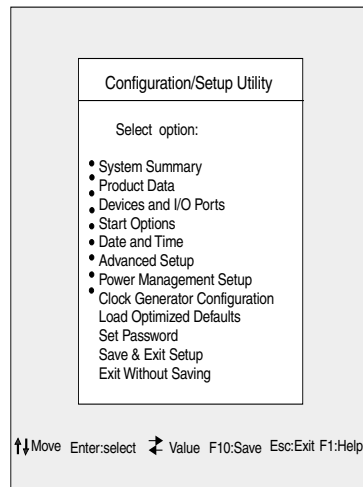 Configuration/Setup Utility
Select option:
• System Summary
• Product Data
• Devices and I/O Ports
• Start Options
• Date and Time
• Advanced Setup
• Power Management Setup
• Clock Generator Configuration
Load Optimized Defaults
Set Password
Save & Exit Setup
Exit Without Saving
↑↓ Move Enter:select ⇄ Value F10:Save Esc:Exit F1:Help